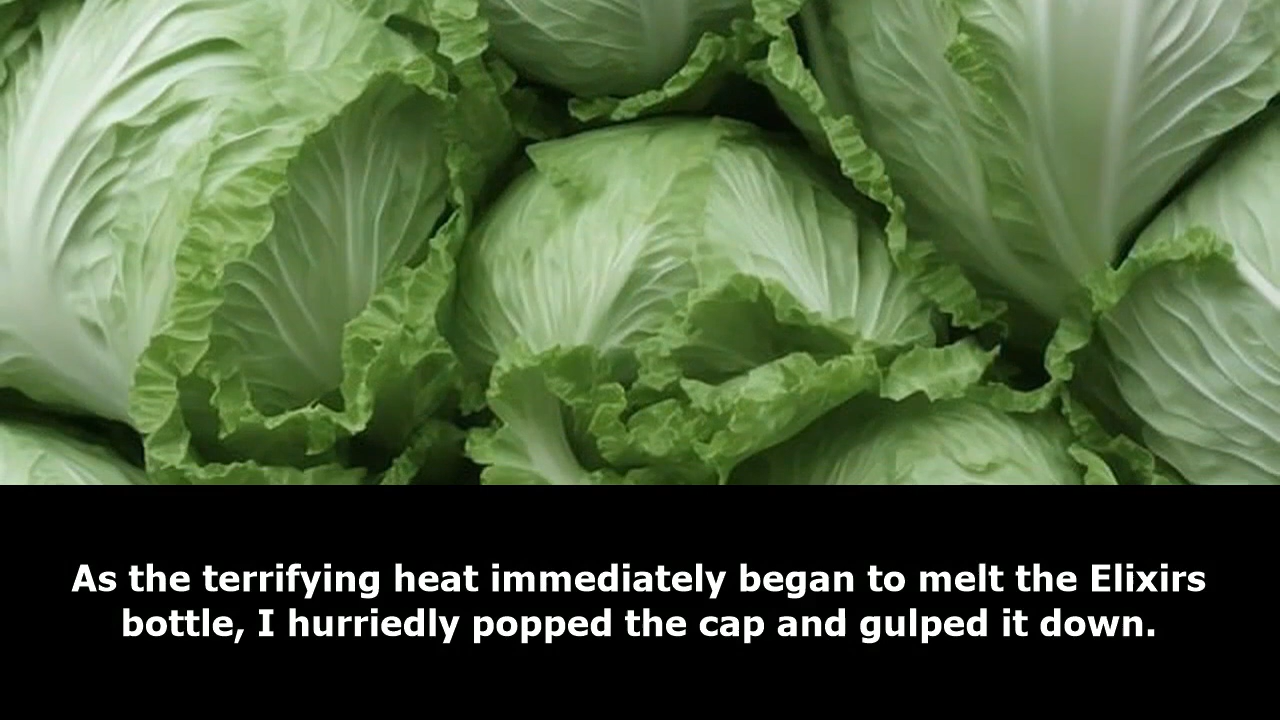 As the terrifying heat immediately began to melt the Elixirs
bottle, I hurriedly popped the cap and gulped it down.